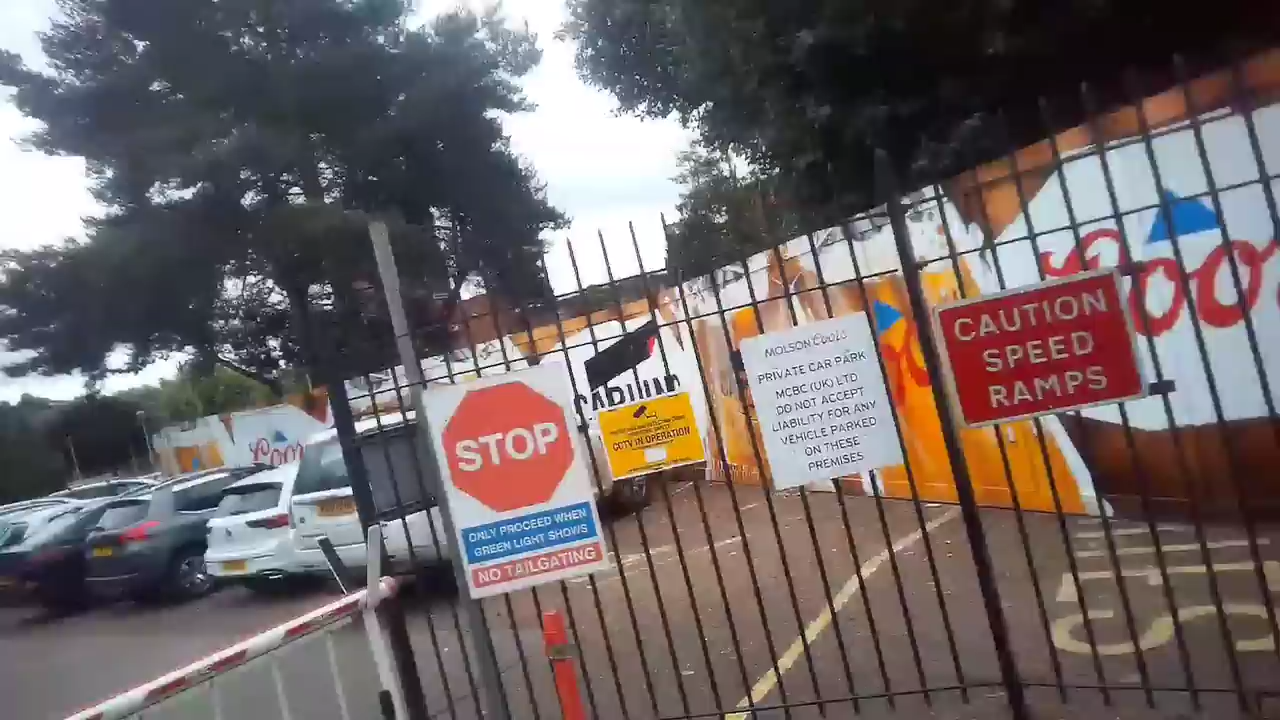 STOP
ONLY PROCEED WHEN
GREEN LIGHT SHOWS
NO TAILGATING
CCTV IN OPERATION
MOLSON Coors
PRIVATE CAR PARK
MCBC (UK) LTD
DO NOT ACCEPT
LIABILITY FOR ANY
VEHICLE PARKED
ON THESE
PREMISES
CAUTION
SPEED
RAMPS